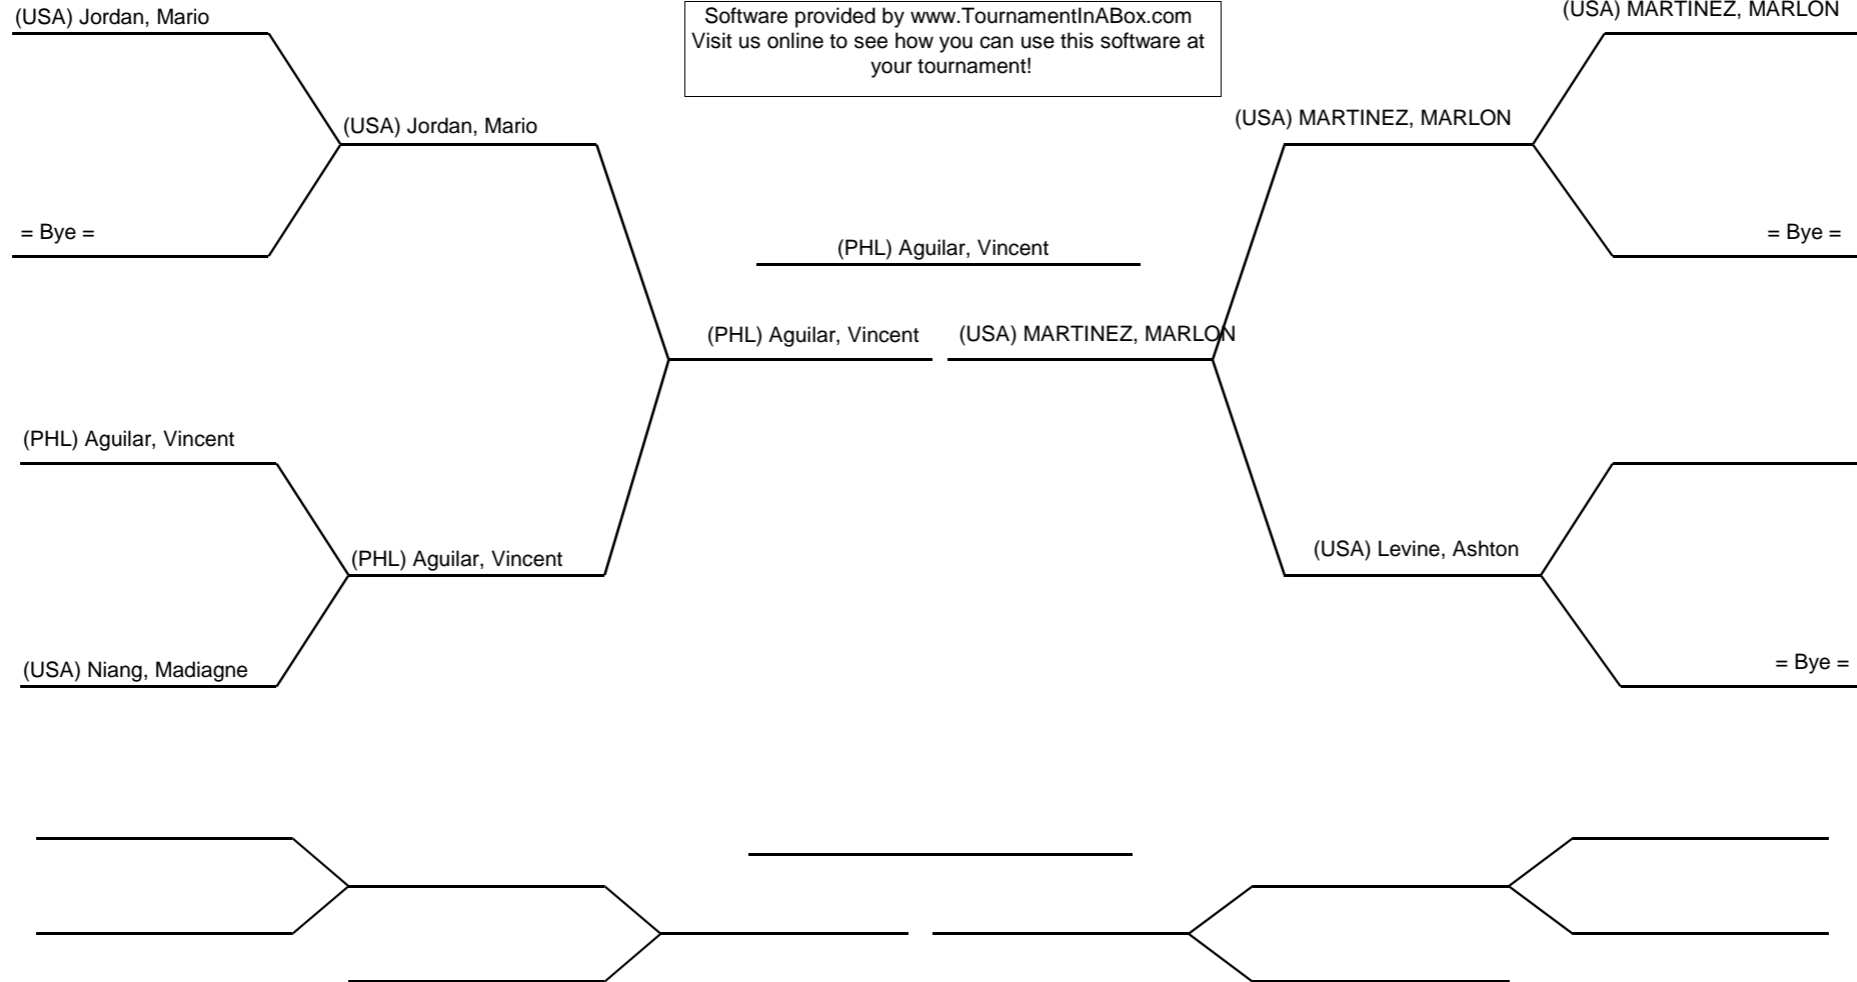 (USA) Jordan, Mario
Software provided by www.TournamentInABox.com
Visit us online to see how you can use this software at
your tournament!
(USA) MARTINEZ, MARLON
(USA) Jordan, Mario
(USA) MARTINEZ, MARLON
= Bye =
(PHL) Aguilar, Vincent
= Bye =
(PHL) Aguilar, Vincent
(USA) MARTINEZ, MARLON
(PHL) Aguilar, Vincent
(PHL) Aguilar, Vincent
(USA) Levine, Ashton
(USA) Niang, Madiagne
= Bye =